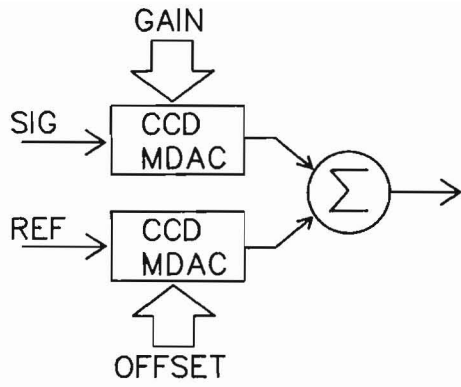 GAIN
SIG
CCD
MDAC
Σ
REF
CCD
MDAC
OFFSET